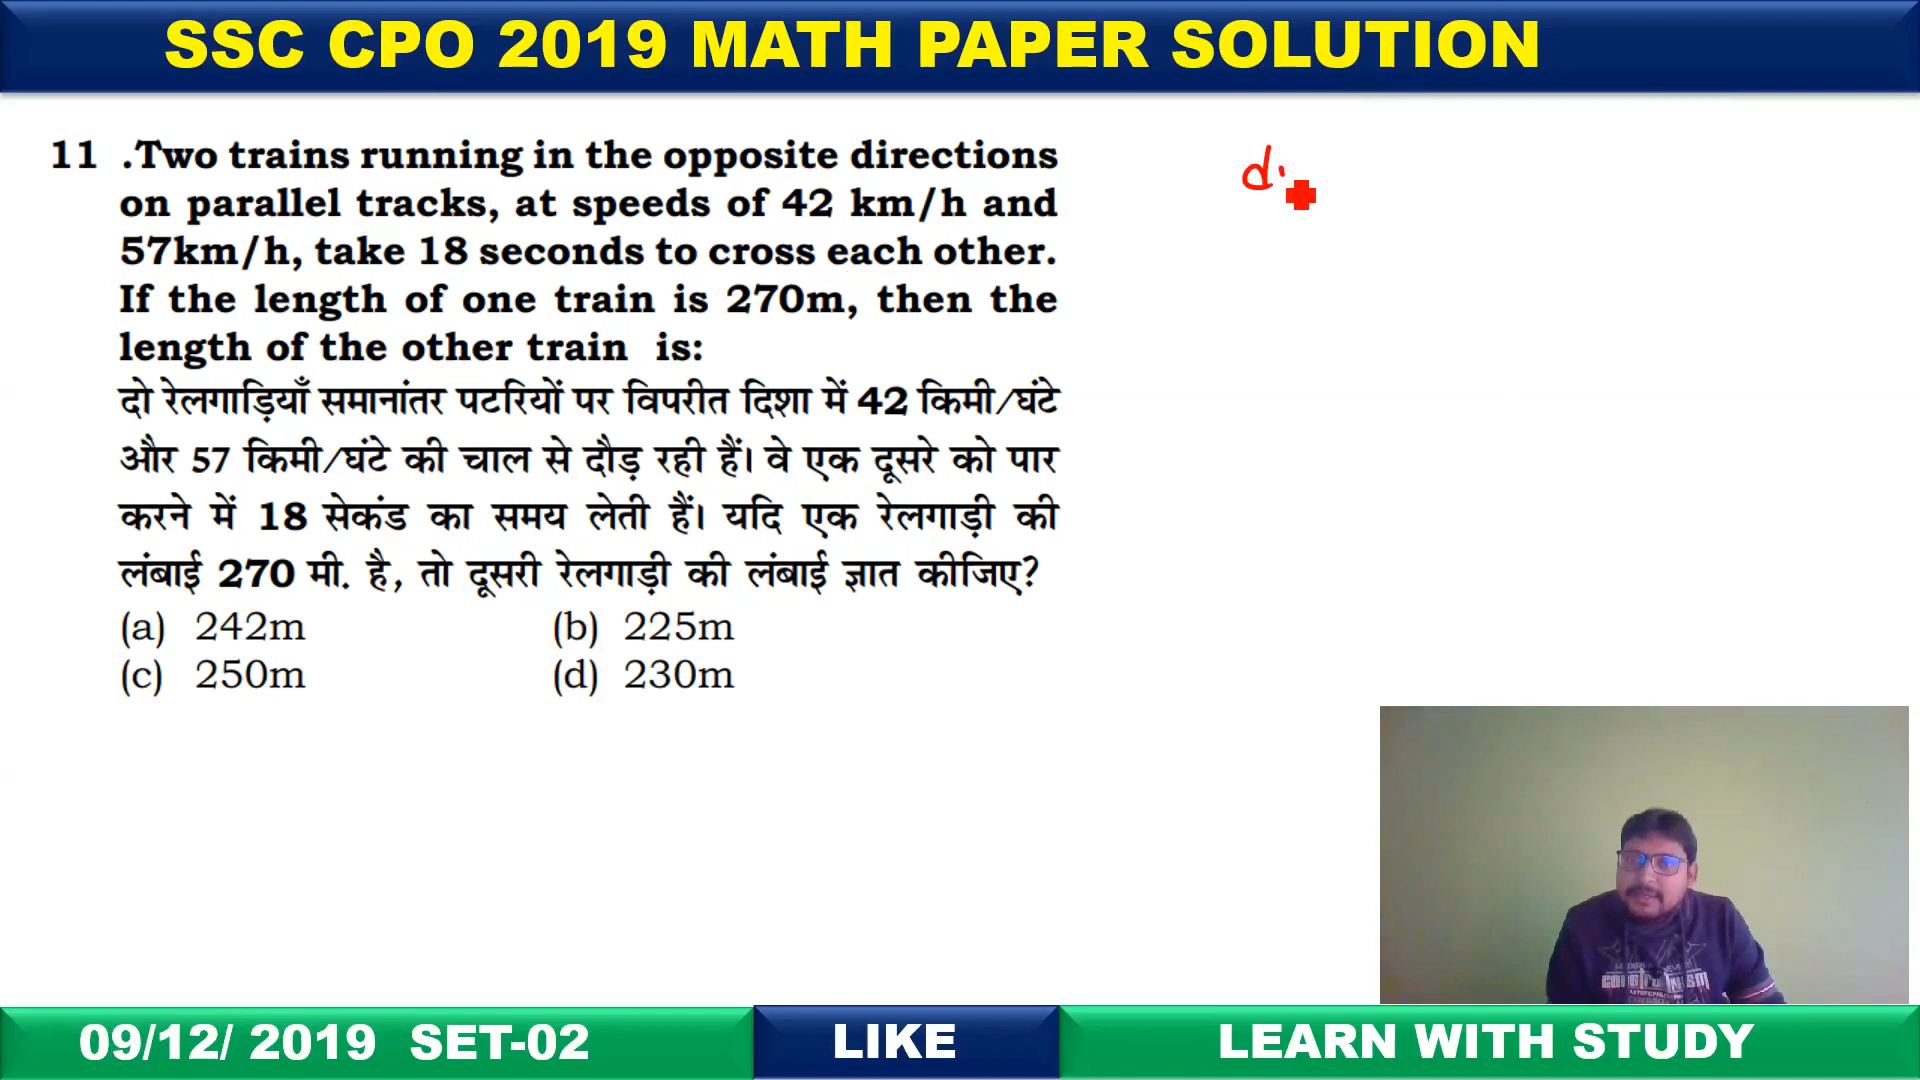 SSC CPO 2019 MATH PAPER SOLUTION
11 .Two trains running in the opposite directions
on parallel tracks, at speeds of 42 km/h and
57km/h, take 18 seconds to cross each other.
If the length of one train is 270m, then the
length of the other train is:
दो रेलगाड़ियाँ समानांतर पटरियों पर विपरीत दिशा में 42 किमी/घंटे
और 57 किमी/घंटे की चाल से दौड़ रही हैं। वे एक दूसरे को पार
करने में 18 सेकंड का समय लेती हैं। यदि एक रेलगाड़ी की
लंबाई 270 मी. है, तो दूसरी रेलगाड़ी की लंबाई ज्ञात कीजिए?
(a) 242m (b) 225m
(c) 250m (d) 230m
d
09/12/ 2019 SET-02 LIKE LEARN WITH STUDY